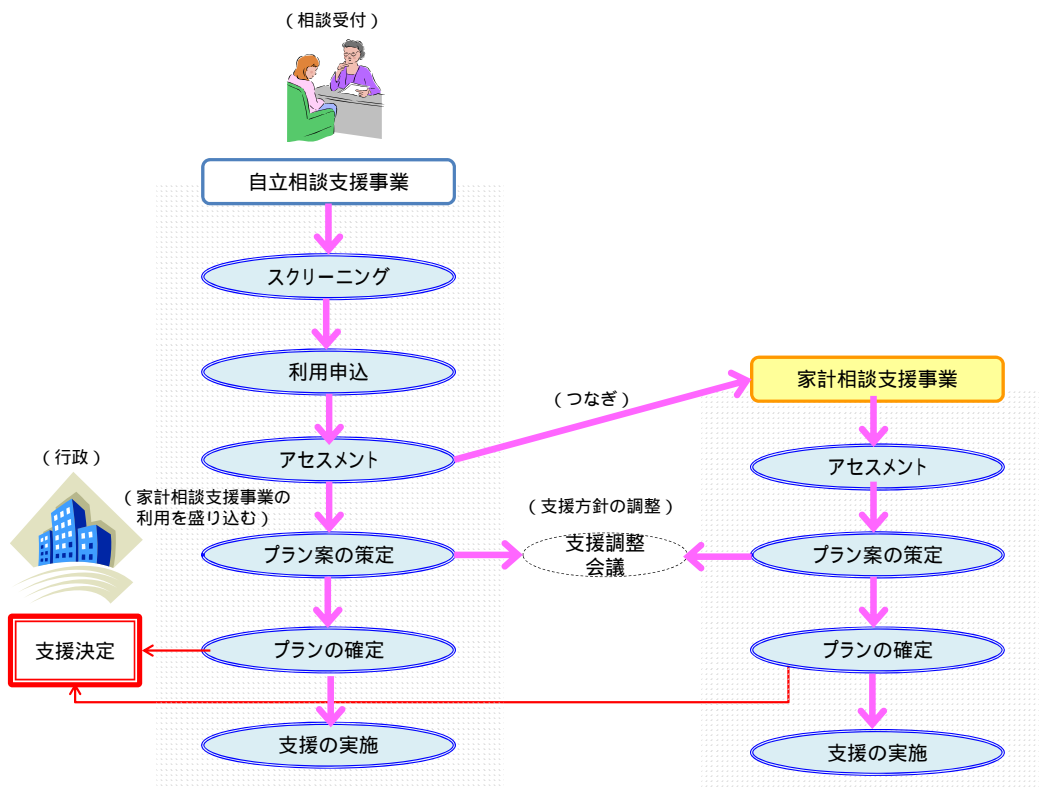 （相談受付）
自立相談支援事業
スクリーニング
利用申込
家計相談支援事業
（つなぎ）
アセスメント
アセスメント
（行政）
（家計相談支援事業の
利用を盛り込む）
（支援方針の調整）
プラン案の策定
支援調整
会議
プラン案の策定
支援決定
プランの確定
プランの確定
支援の実施
支援の実施